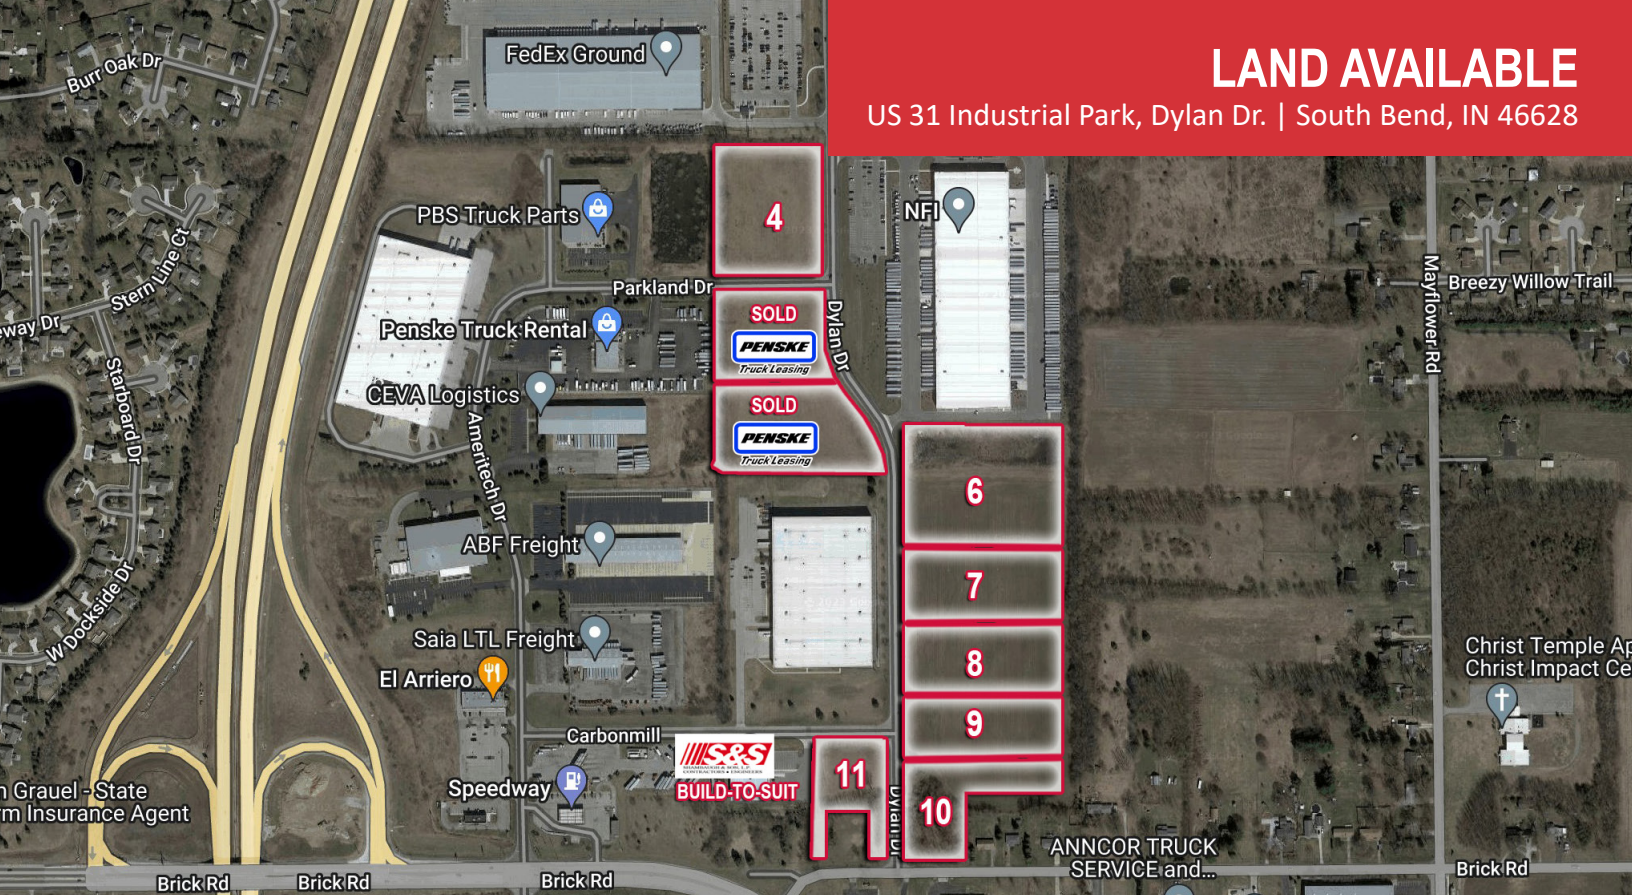 LAND AVAILABLE
US 31 Industrial Park, Dylan Dr. | South Bend, IN 46628
Burr Oak Dr
FedEx Ground
PBS Truck Parts
4
NFI
Stern Line Ct
Parkland Dr
Mayflower Rd
Breezy Willow Trail
eway Dr
Penske Truck Rental
SOLD
PENSKE
Truck Leasing
Dylan Dr
Starboard Dr
CEVA Logistics
SOLD
PENSKE
Truck Leasing
Ameritech Dr
6
ABF Freight
7
W Dockside Dr
Saia LTL Freight
El Arriero
8
Christ Temple Ap
Christ Impact Ce
9
Carbonmill
S&S
SHAMBAUGH & SON, L.P.
CONTRACTORS & ENGINEERS
BUILD-TO-SUIT
11
10
Dylan Dr
Speedway
n Grauel - State
rm Insurance Agent
ANNCOR TRUCK
SERVICE and...
Brick Rd
Brick Rd
Brick Rd
Brick Rd